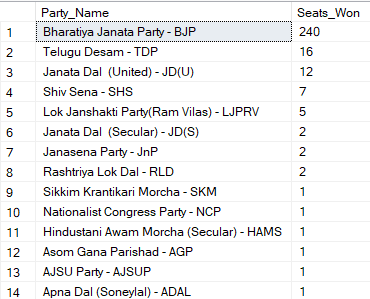 Party_Name Seats_Won
1 Bharatiya Janata Party - BJP 240
2 Telugu Desam - TDP 16
3 Janata Dal  (United) - JD(U) 12
4 Shiv Sena - SHS 7
5 Lok Janshakti Party(Ram Vilas) - LJPRV 5
6 Janata Dal  (Secular) - JD(S) 2
7 Janasena Party - JnP 2
8 Rashtriya Lok Dal - RLD 2
9 Sikkim Krantikari Morcha - SKM 1
10 Nationalist Congress Party - NCP 1
11 Hindustani Awam Morcha (Secular) - HAMS 1
12 Asom Gana Parishad - AGP 1
13 AJSU Party - AJSUP 1
14 Apna Dal (Soneylal) - ADAL 1